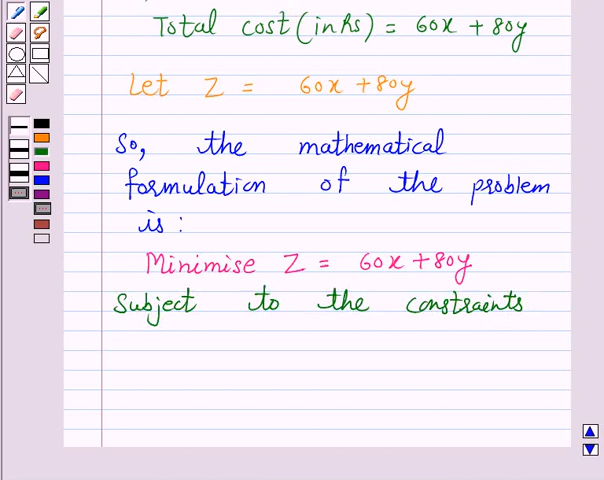 Total cost (in Rs) = 60x + 80y
Let Z = 60x + 80y
So, the mathematical
formulation of the problem
is :
Minimise Z = 60x + 80y
Subject to the constraints